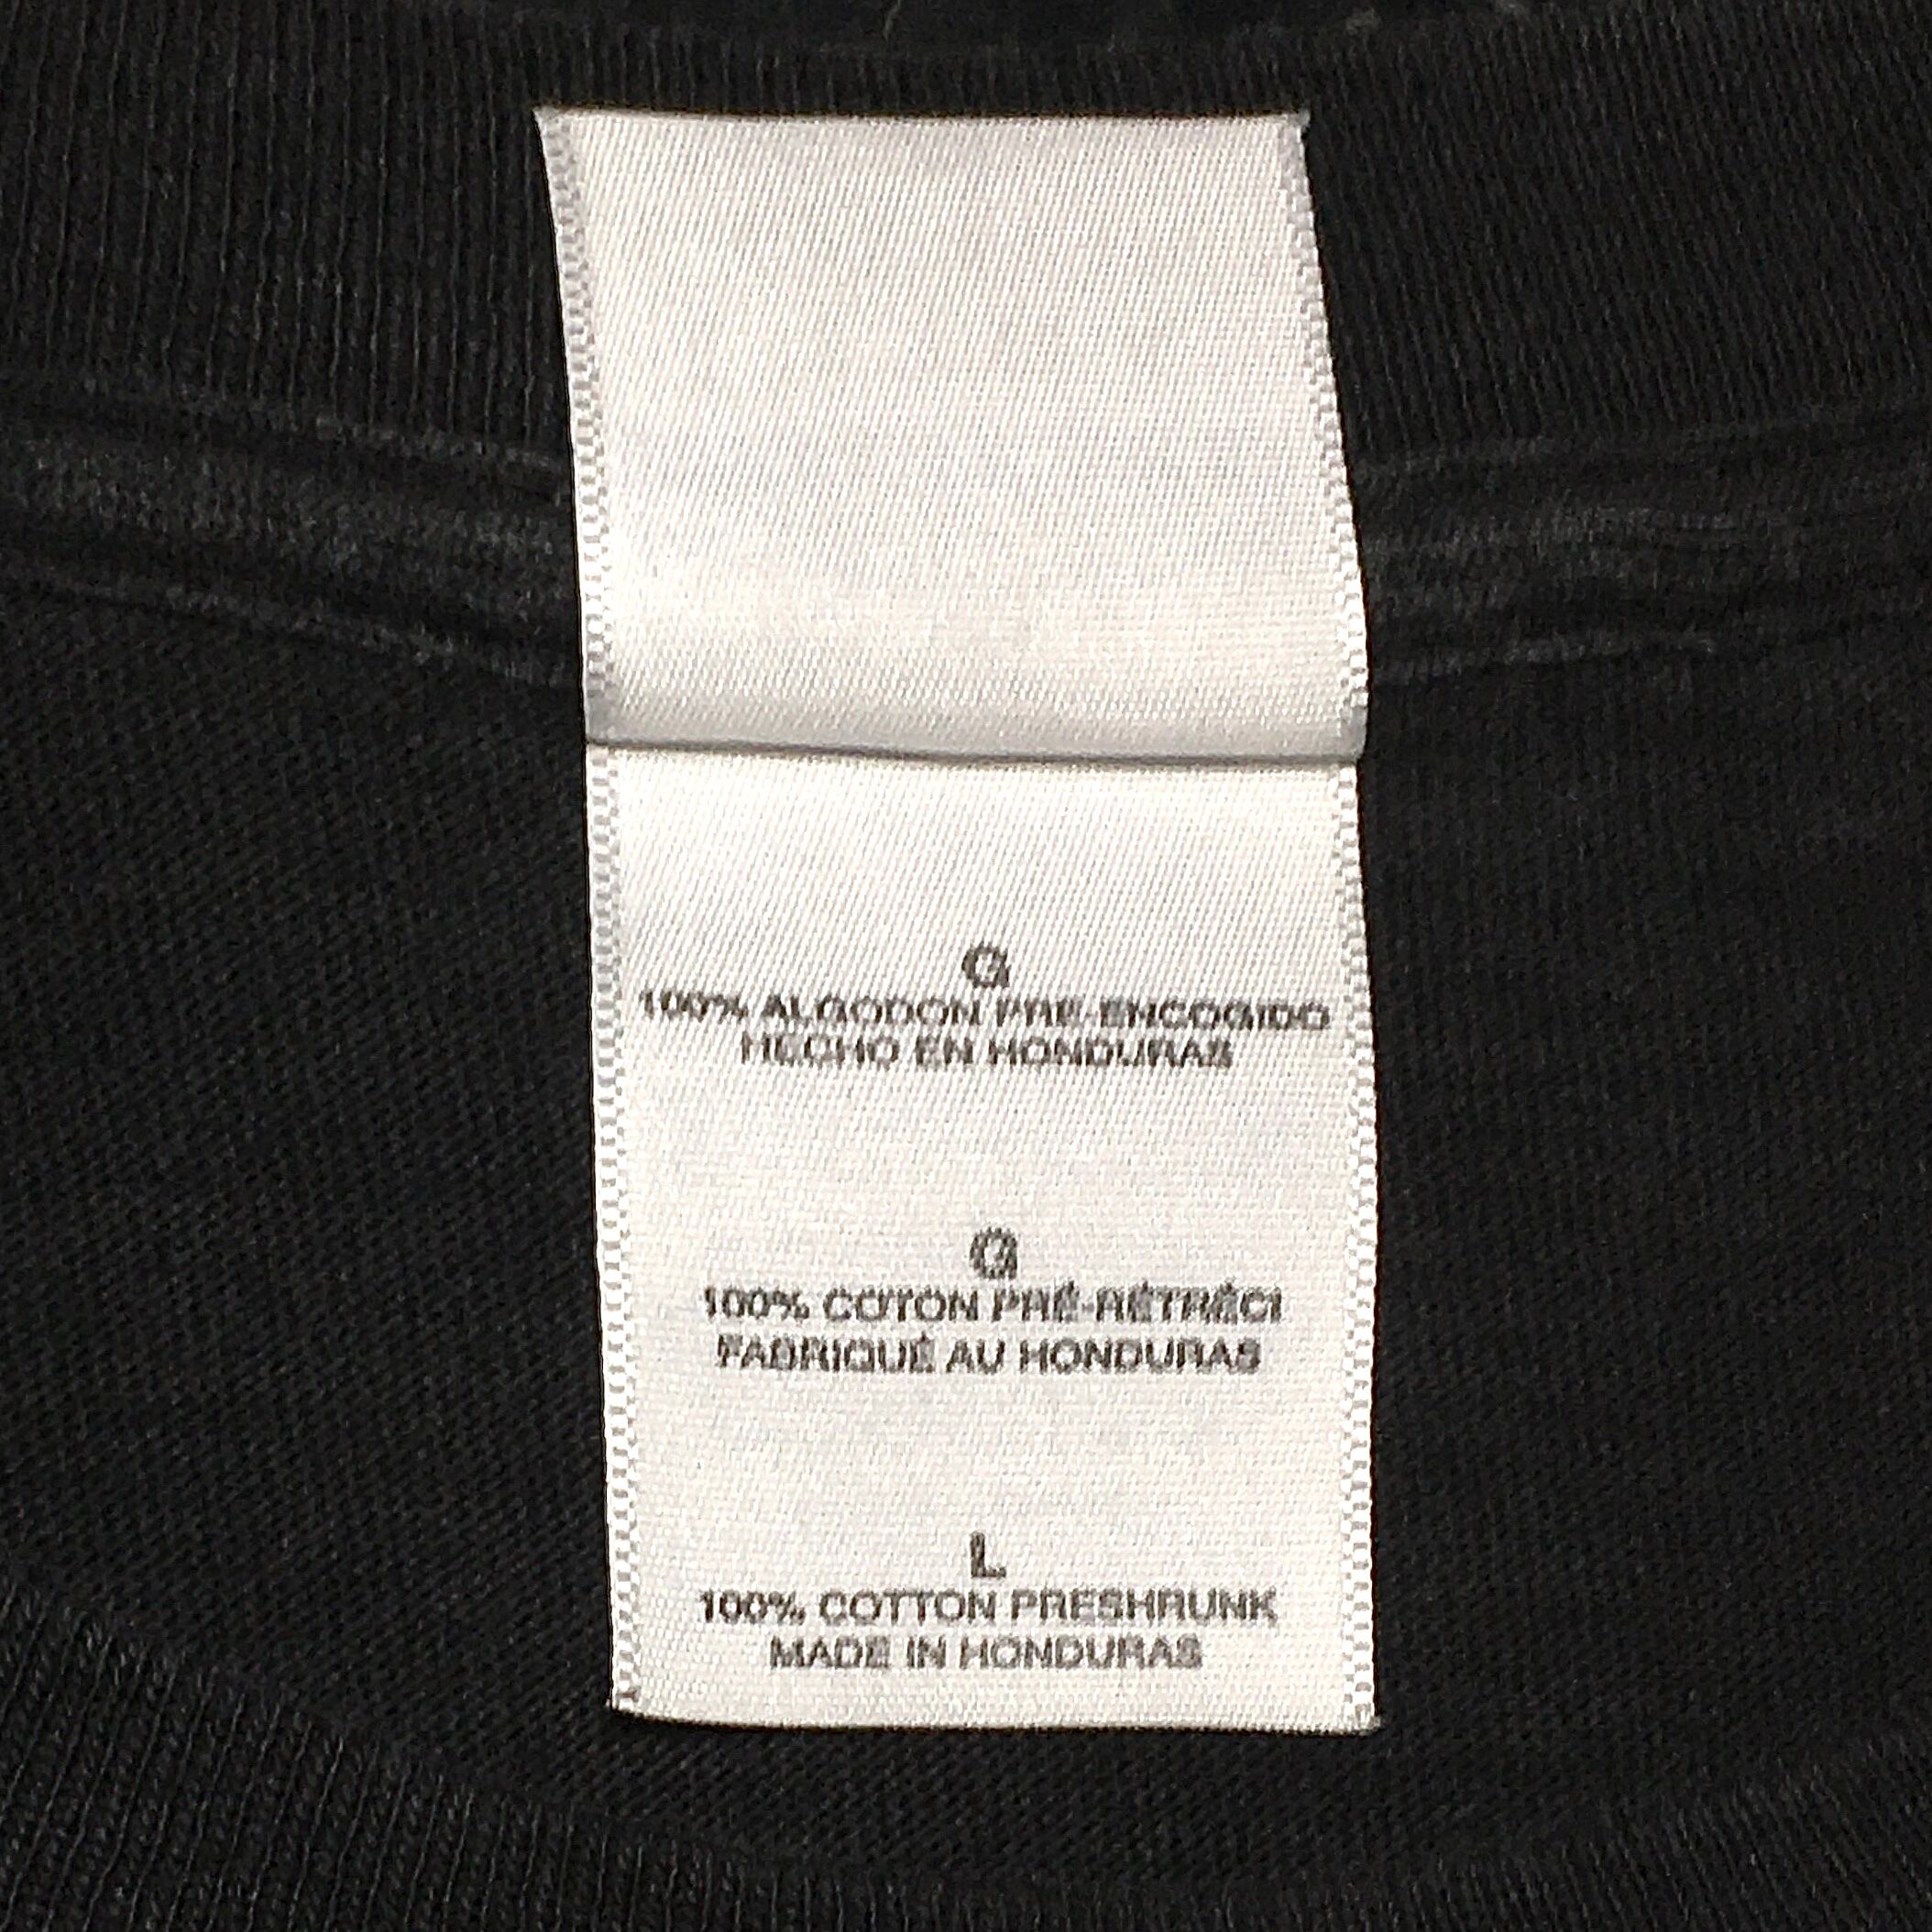 G
100% ALGODON PRE-ENCOGIDO
HECHO EN HONDURAS
G
100% COTON PRÉ-RÉTRÉCI
FABRIQUÉ AU HONDURAS
L
100% COTTON PRESHRUNK
MADE IN HONDURAS